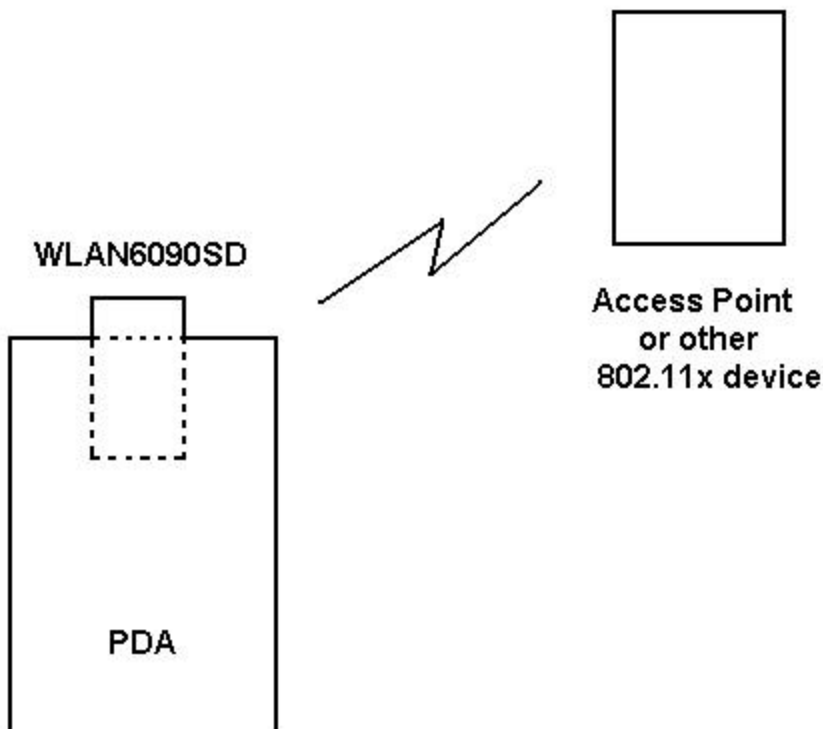 WLAN6090SD
Access Point
or other
802.11x device
PDA